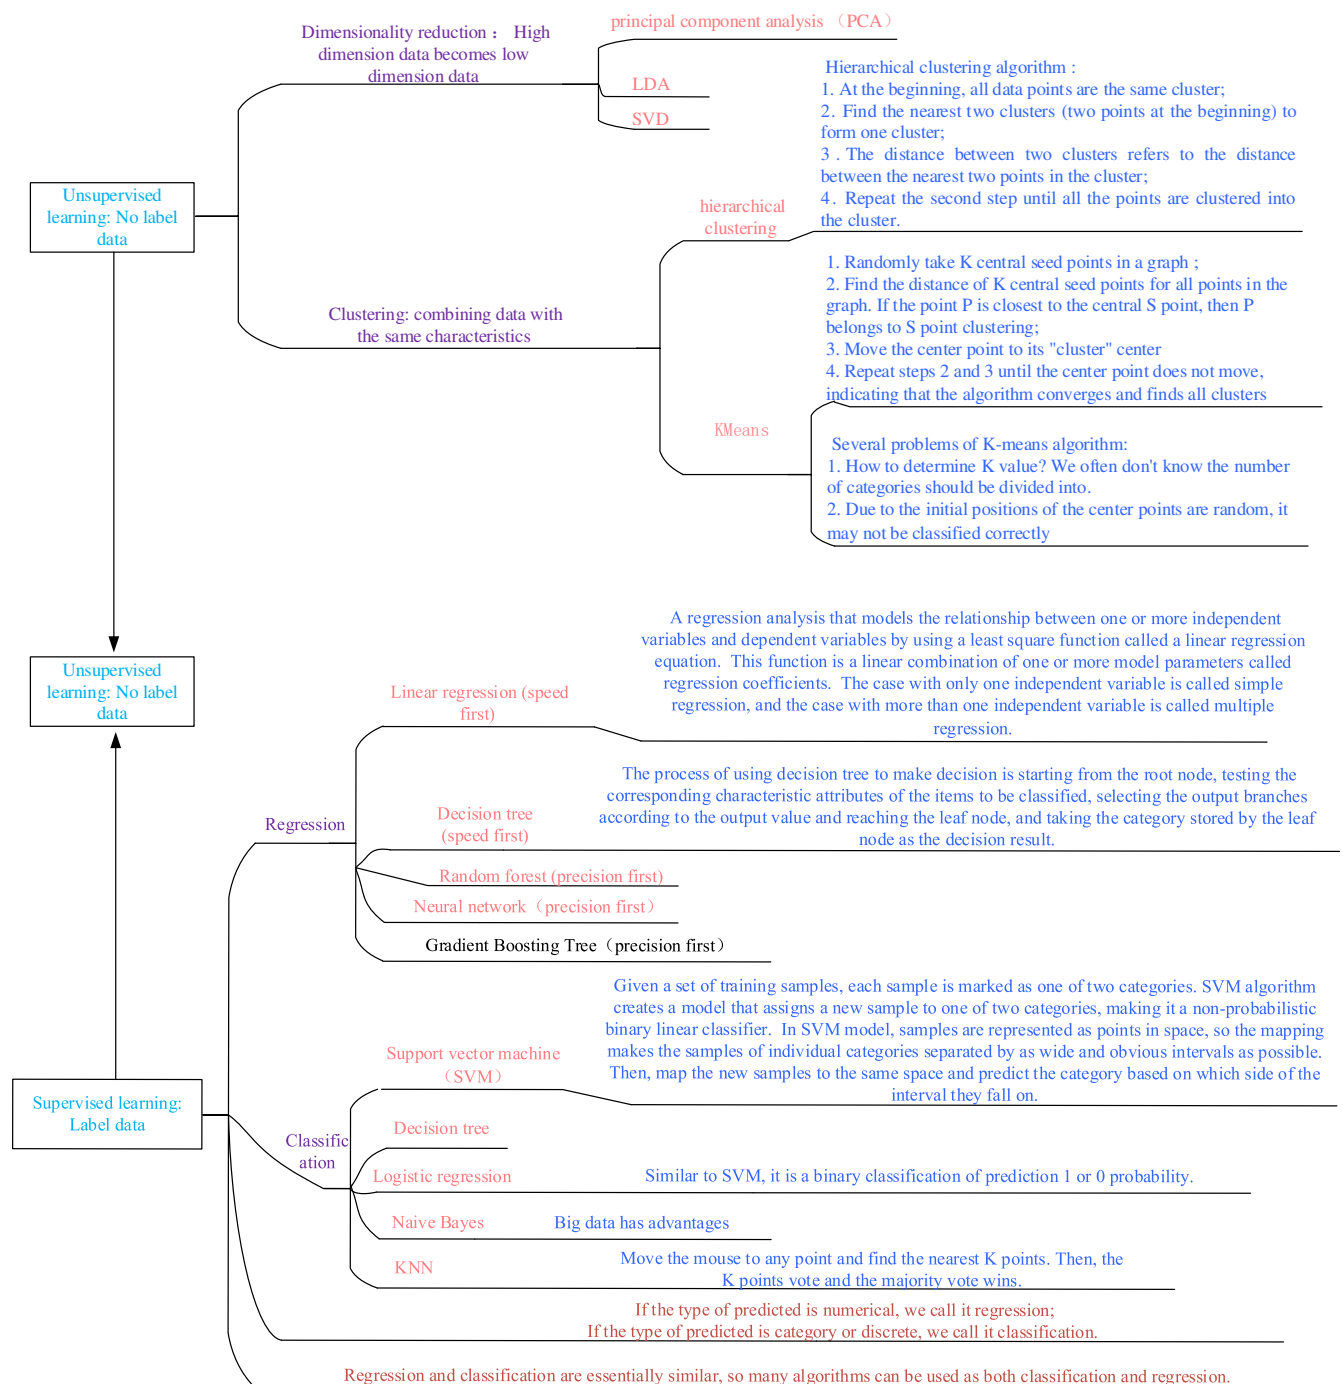 Dimensionality reduction： High
dimension data becomes low
dimension data
principal component analysis （PCA）
LDA
SVD
Unsupervised
learning: No label
data
Hierarchical clustering algorithm :
1. At the beginning, all data points are the same cluster;
2. Find the nearest two clusters (two points at the beginning) to
form one cluster;
3 . The distance between two clusters refers to the distance
between the nearest two points in the cluster;
4. Repeat the second step until all the points are clustered into
the cluster.
hierarchical
clustering
Clustering: combining data with
the same characteristics
1. Randomly take K central seed points in a graph ;
2. Find the distance of K central seed points for all points in the
graph. If the point P is closest to the central S point, then P
belongs to S point clustering;
3. Move the center point to its "cluster" center
4. Repeat steps 2 and 3 until the center point does not move,
indicating that the algorithm converges and finds all clusters
KMeans
Several problems of K-means algorithm:
1. How to determine K value? We often don't know the number
of categories should be divided into.
2. Due to the initial positions of the center points are random, it
may not be classified correctly
Unsupervised
learning: No label
data
Linear regression (speed
first)
A regression analysis that models the relationship between one or more independent
variables and dependent variables by using a least square function called a linear regression
equation.  This function is a linear combination of one or more model parameters called
regression coefficients.  The case with only one independent variable is called simple
regression, and the case with more than one independent variable is called multiple
regression.
Regression
Decision tree
(speed first)
The process of using decision tree to make decision is starting from the root node, testing the
corresponding characteristic attributes of the items to be classified, selecting the output branches
according to the output value and reaching the leaf node, and taking the category stored by the leaf
node as the decision result.
Random forest (precision first)
Neural network（precision first）
Gradient Boosting Tree（precision first）
Supervised learning:
Label data
Classific
ation
Support vector machine
（SVM）
Given a set of training samples, each sample is marked as one of two categories. SVM algorithm
creates a model that assigns a new sample to one of two categories, making it a non-probabilistic
binary linear classifier.  In SVM model, samples are represented as points in space, so the mapping
makes the samples of individual categories separated by as wide and obvious intervals as possible.
Then, map the new samples to the same space and predict the category based on which side of the
interval they fall on.
Decision tree
Logistic regression
Similar to SVM, it is a binary classification of prediction 1 or 0 probability.
Naive Bayes
Big data has advantages
KNN
Move the mouse to any point and find the nearest K points. Then, the
K points vote and the majority vote wins.
If the type of predicted is numerical, we call it regression;
If the type of predicted is category or discrete, we call it classification.
Regression and classification are essentially similar, so many algorithms can be used as both classification and regression.